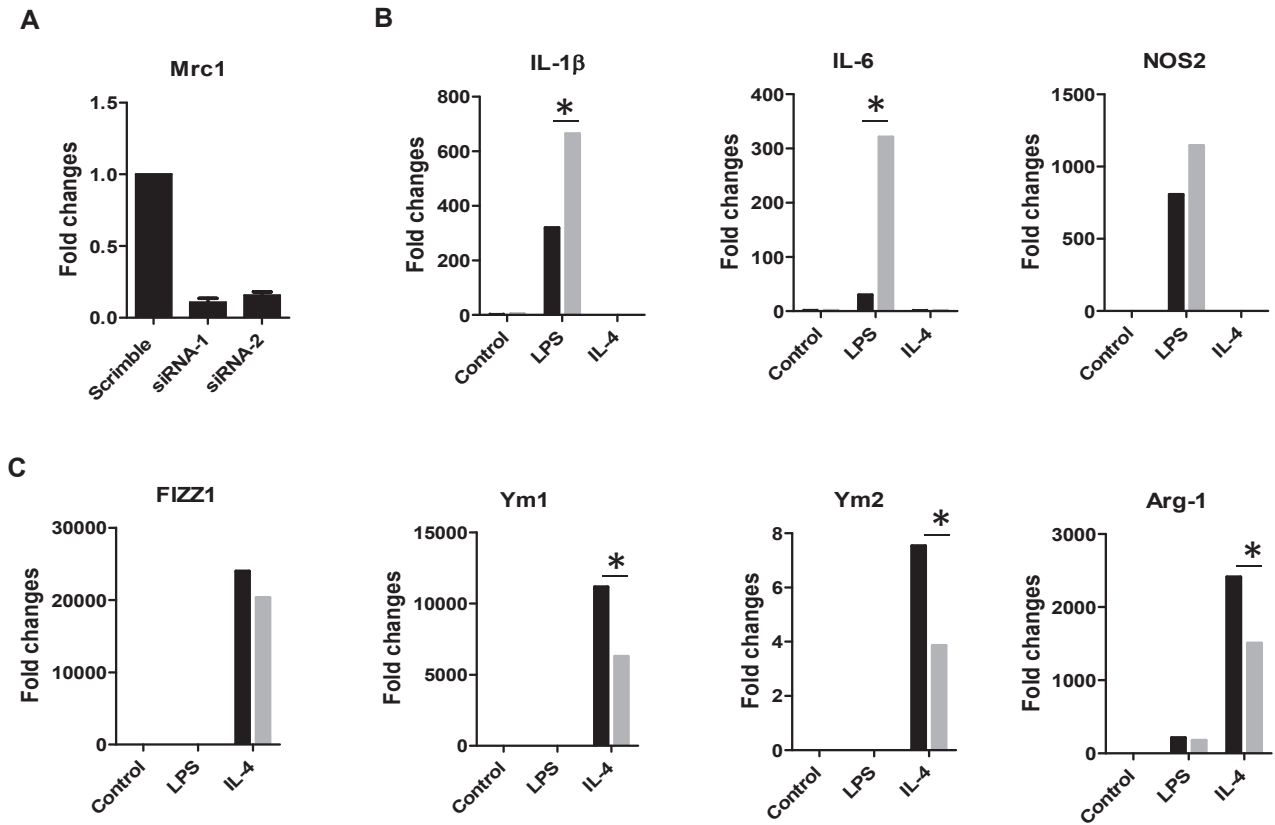 A
Mrc1
Fold changes
1.5
1.0
0.5
0.0
Scrimble
siRNA-1
siRNA-2
B
IL-1β
Fold changes
800
600
400
200
0
*
Control
LPS
IL-4
IL-6
Fold changes
400
300
200
100
0
*
Control
LPS
IL-4
NOS2
Fold changes
1500
1000
500
0
Control
LPS
IL-4
C
FIZZ1
Fold changes
30000
20000
10000
0
Control
LPS
IL-4
Ym1
Fold changes
15000
10000
5000
0
*
Control
LPS
IL-4
Ym2
Fold changes
8
6
4
2
0
*
Control
LPS
IL-4
Arg-1
Fold changes
3000
2000
1000
0
*
Control
LPS
IL-4